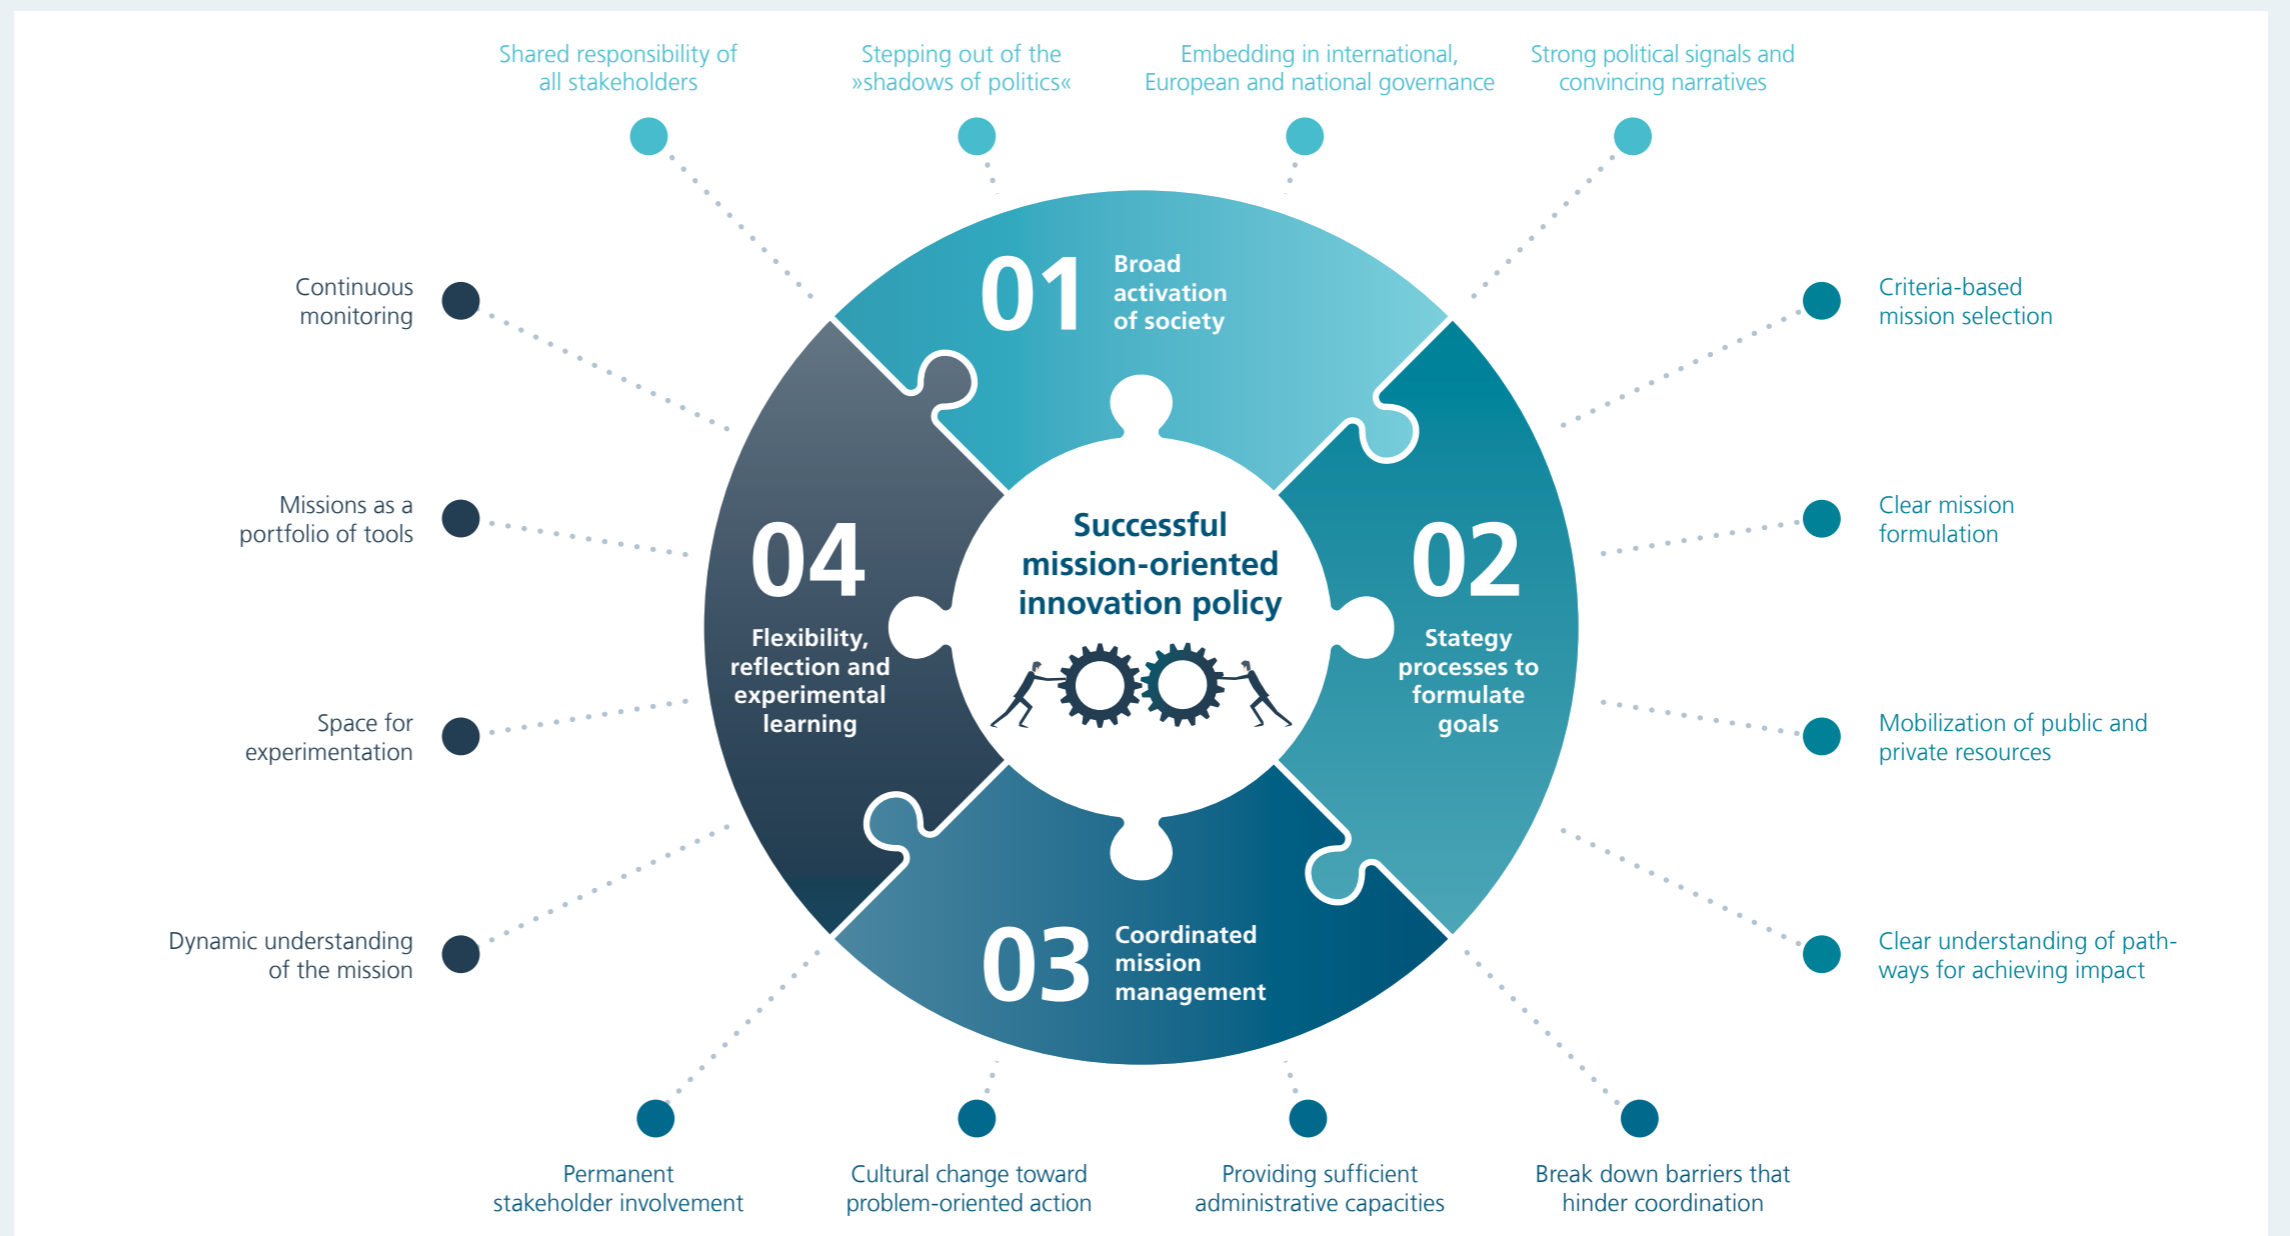 Shared responsibility of
all stakeholders
Stepping out of the
»shadows of politics«
Embedding in international,
European and national governance
Strong political signals and
convincing narratives
01
Broad
activation
of society
Criteria-based
mission selection
Clear mission
formulation
Mobilization of public and
private resources
Clear understanding of path-
ways for achieving impact
02
Stategy
processes to
formulate
goals
Successful
mission-oriented
innovation policy
04
Flexibility,
reflection and
experimental
learning
Continuous
monitoring
Missions as a
portfolio of tools
Space for
experimentation
Dynamic understanding
of the mission
03
Coordinated
mission
management
Permanent
stakeholder involvement
Cultural change toward
problem-oriented action
Providing sufficient
administrative capacities
Break down barriers that
hinder coordination